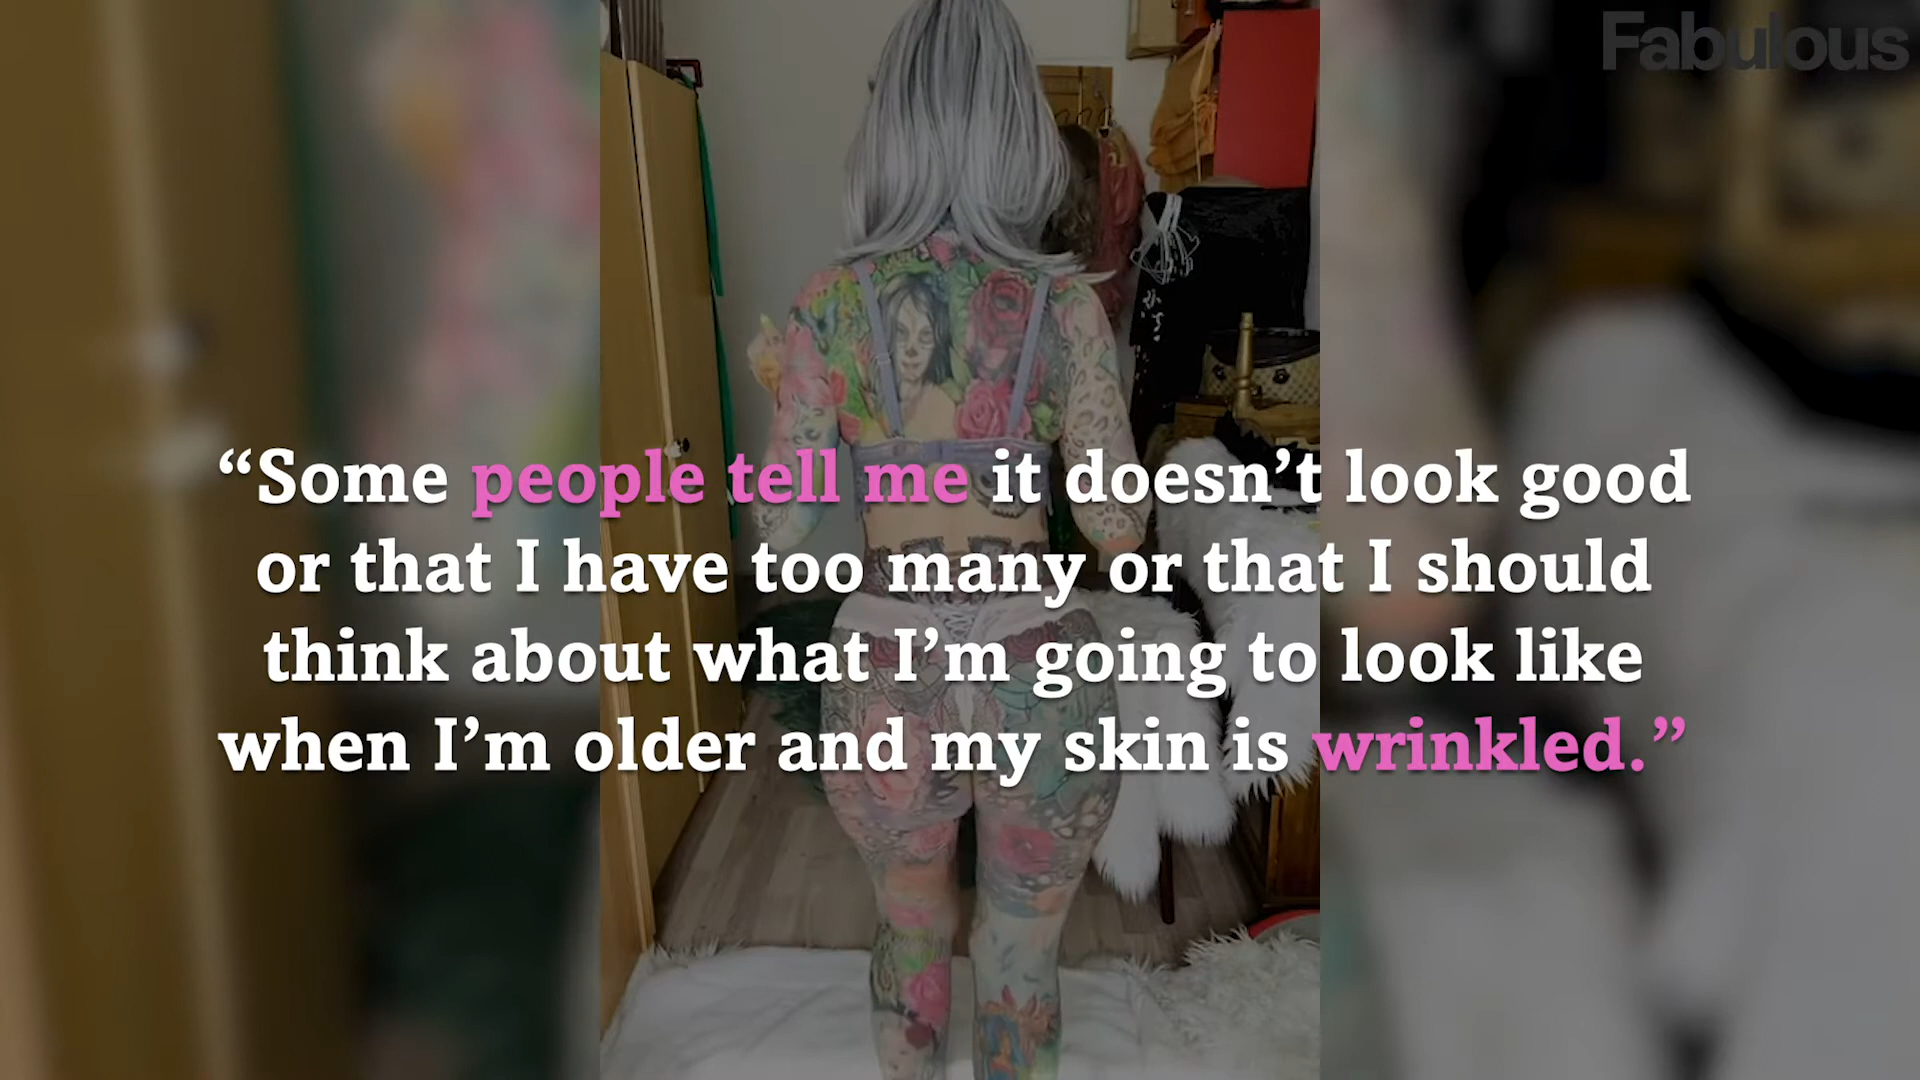 Fabulous
“Some people tell me it doesn’t look good
or that I have too many or that I should
think about what I’m going to look like
when I’m older and my skin is wrinkled.”